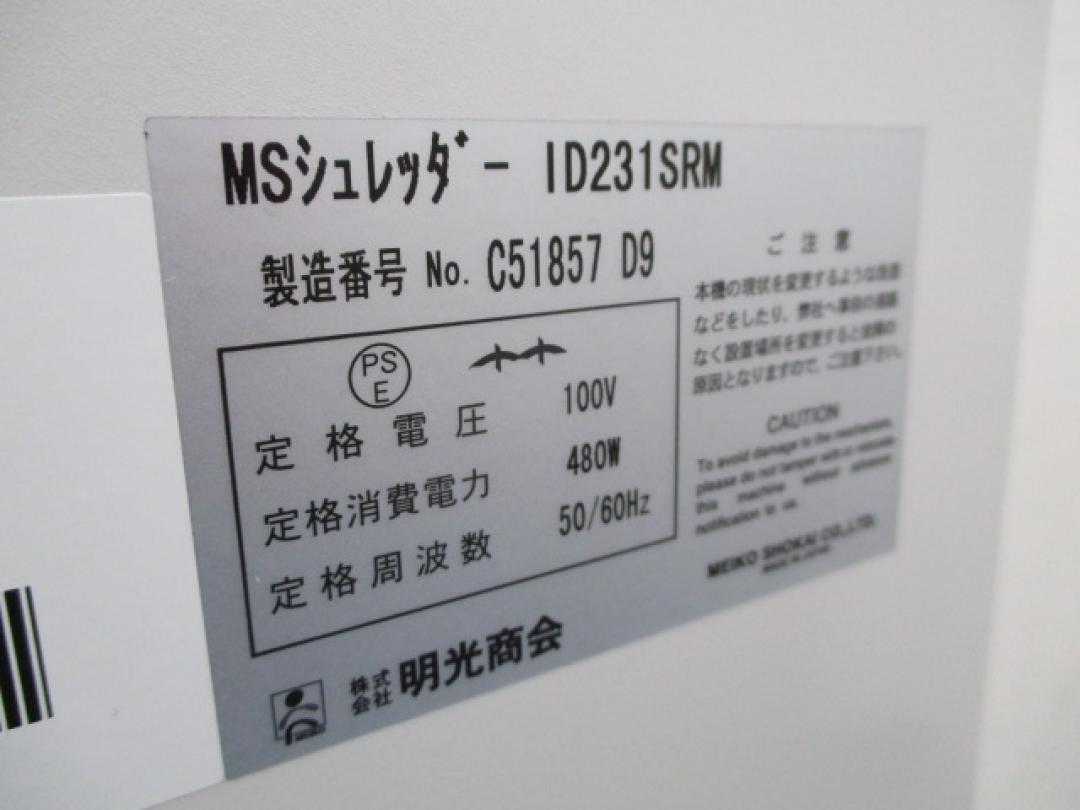 MSシュレッダー ID231SRM
製造番号 No. C51857 D9
PS
E
定格電圧 100V
定格消費電力 480W
定格周波数 50/60Hz
株式会社 明光商会
ご注意
本機の現状を変更するような改造
などをしたり、弊社へ事前の連絡
なく設置場所を変更すると故障の
原因となりますので、ご注意下さい。
CAUTION
To avoid damage to the mechanism,
please do not tamper with or relocate
this machine without advance
notification to us.
MEIKO SHOKAI CO.,LTD.
MADE IN JAPAN